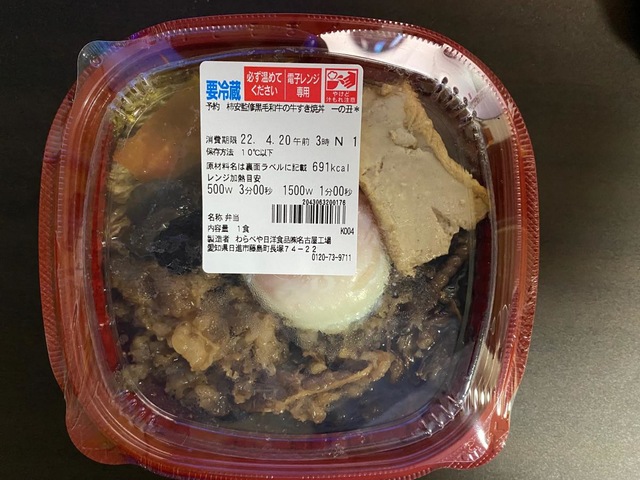 要冷蔵
必ず温めて
ください
電子レンジ
専用
やけど
汁もれ注意
予約 柿安監修黒毛和牛の牛すき焼丼 一の丑*
消費期限 22. 4. 20午前 3時 N 1
保存方法 10℃以下
原材料名は裏面ラベルに記載 691kcal
レンジ加熱目安
500W 3分00秒 1500W 1分00秒
2043063200176
名称 弁当
内容量 1食 K004
製造者 わらべや日洋食品㈱名古屋工場
愛知県日進市藤島町長塚74-22
0120-73-9711